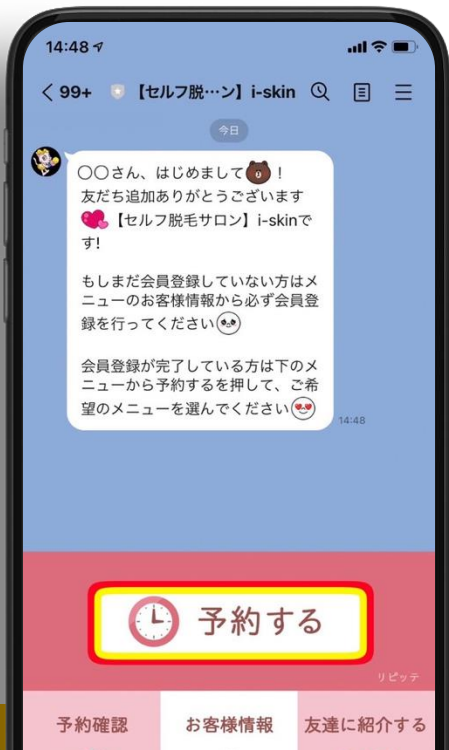 14:48
99+ 【セルフ脱…ン】i-skin
今日
〇〇さん、はじめまして！
友だち追加ありがとうございます
【セルフ脱毛サロン】i-skinで
す!
もしまだ会員登録していない方はメ
ニューのお客様情報から必ず会員登
録を行ってください
会員登録が完了している方は下のメ
ニューから予約するを押して、ご希
望のメニューを選んでください
14:48
予約する
リピッテ
予約確認 お客様情報 友達に紹介する